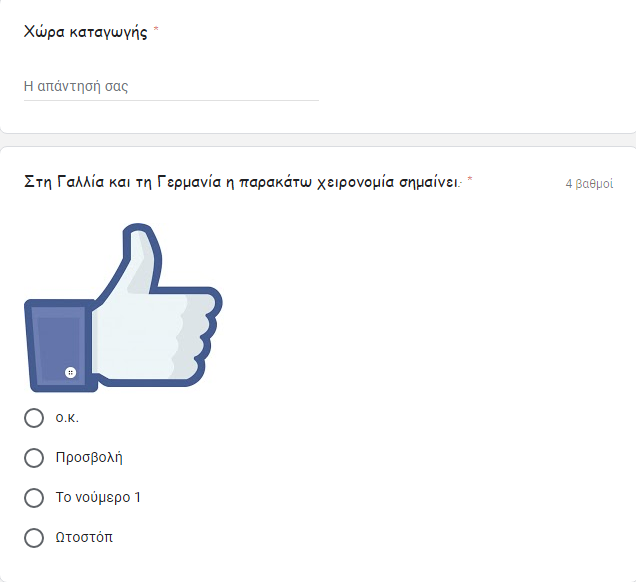 Χώρα καταγωγής *
Η απάντησή σας
Στη Γαλλία και τη Γερμανία η παρακάτω χειρονομία σημαίνει: *
4 βαθμοί
ο.κ.
Προσβολή
Το νούμερο 1
Ωτοστόπ